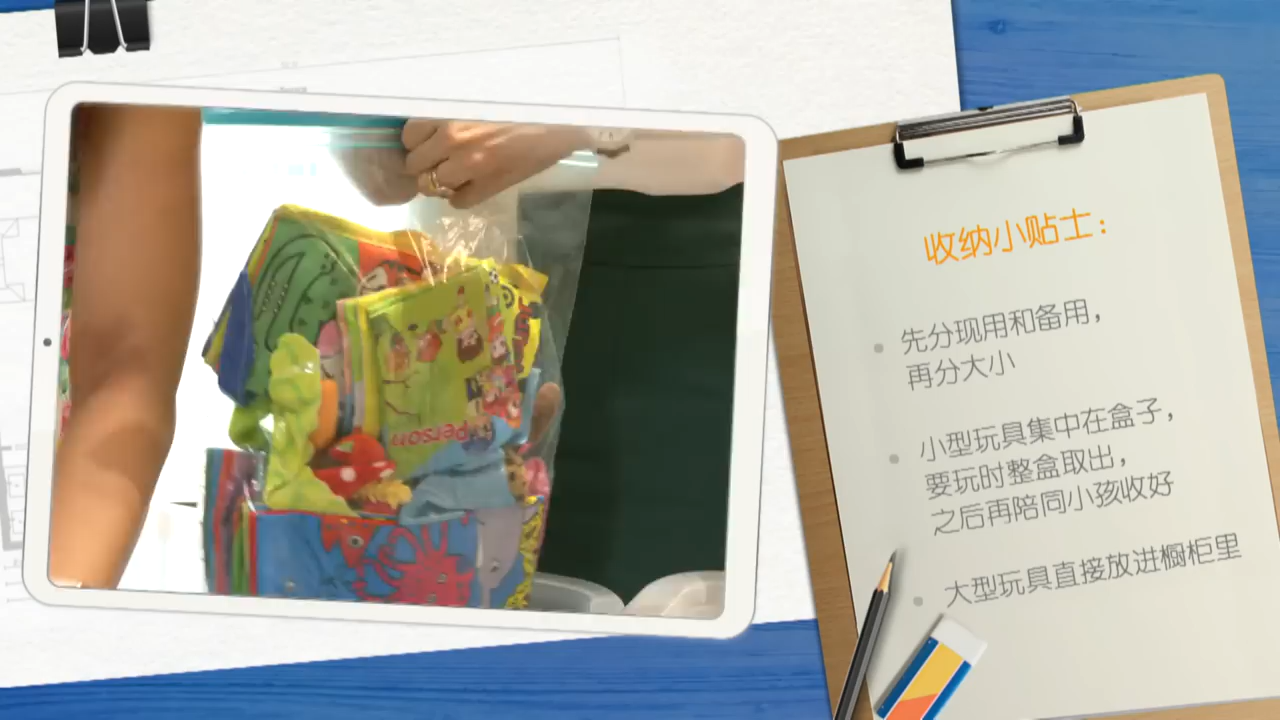 收纳小贴士：
先分现用和备用，
再分大小
小型玩具集中在盒子，
要玩时整盒取出，
之后再陪同小孩收好
大型玩具直接放进橱柜里
Person